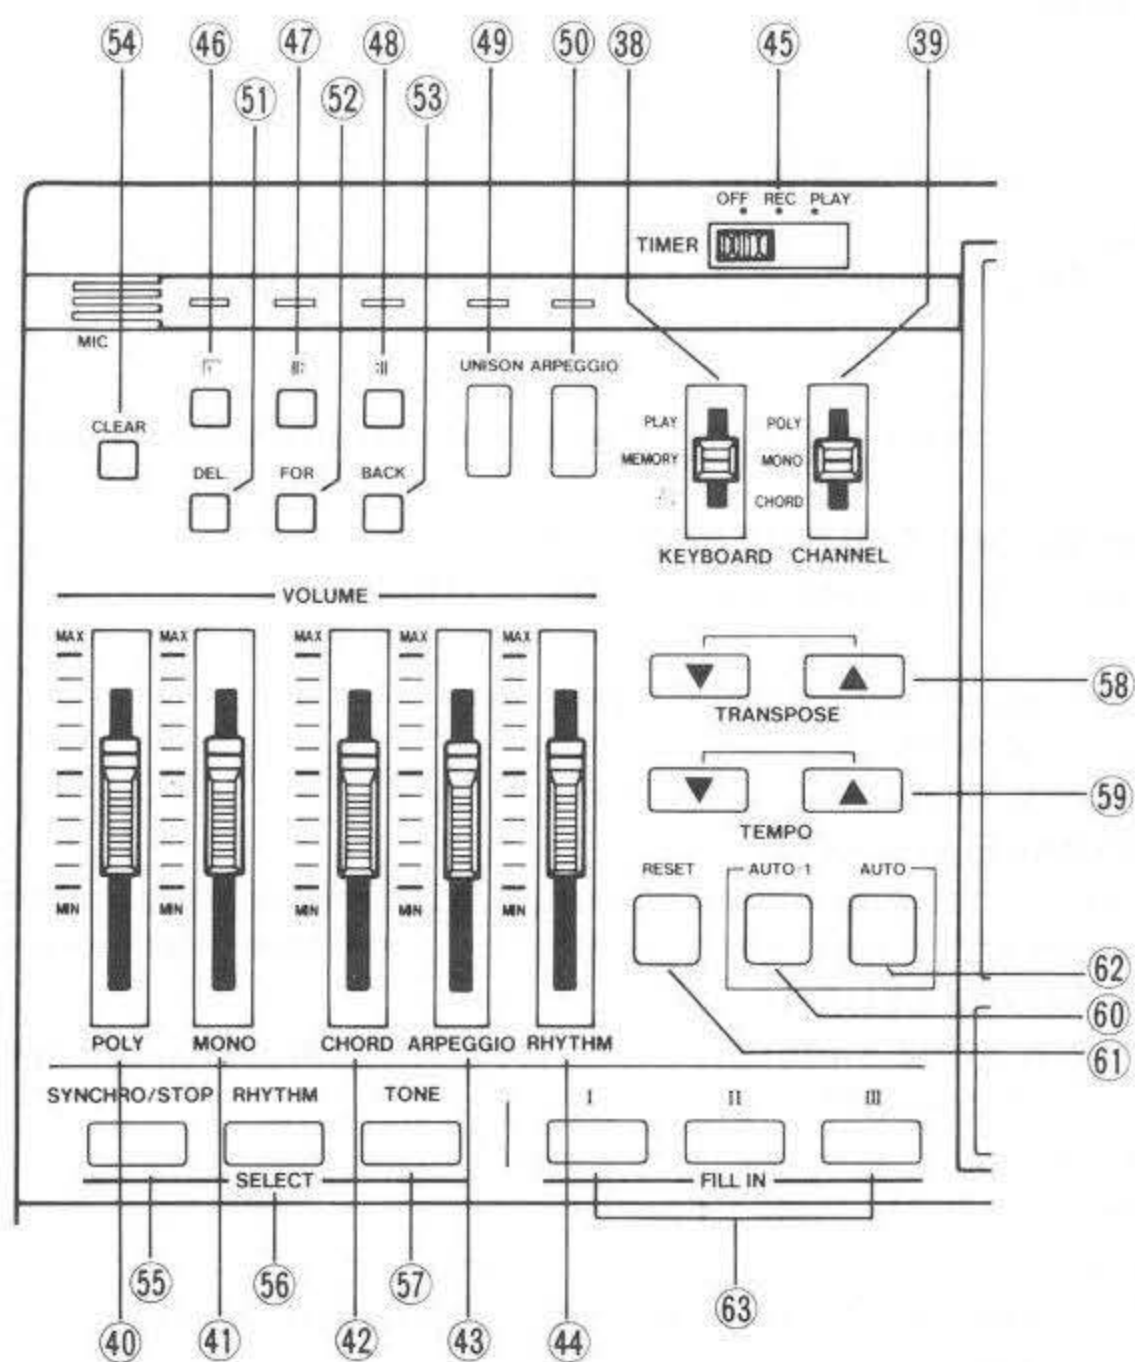 54 46 47 48 49 50 38 45 39
51 52 53
OFF REC PLAY
TIMER
MIC
UNISON ARPEGGIO
CLEAR
PLAY
POLY
MEMORY
MONO
DEL. FOR BACK
CHORD
KEYBOARD CHANNEL
VOLUME
MAX MAX MAX MAX MAX
58
TRANSPOSE
59
TEMPO
RESET AUTO-1 AUTO
MIN MIN MIN MIN MIN
62
60
61
POLY MONO CHORD ARPEGGIO RHYTHM
SYNCHRO/STOP RHYTHM TONE I II III
SELECT FILL IN
55 56 57 63
40 41 42 43 44